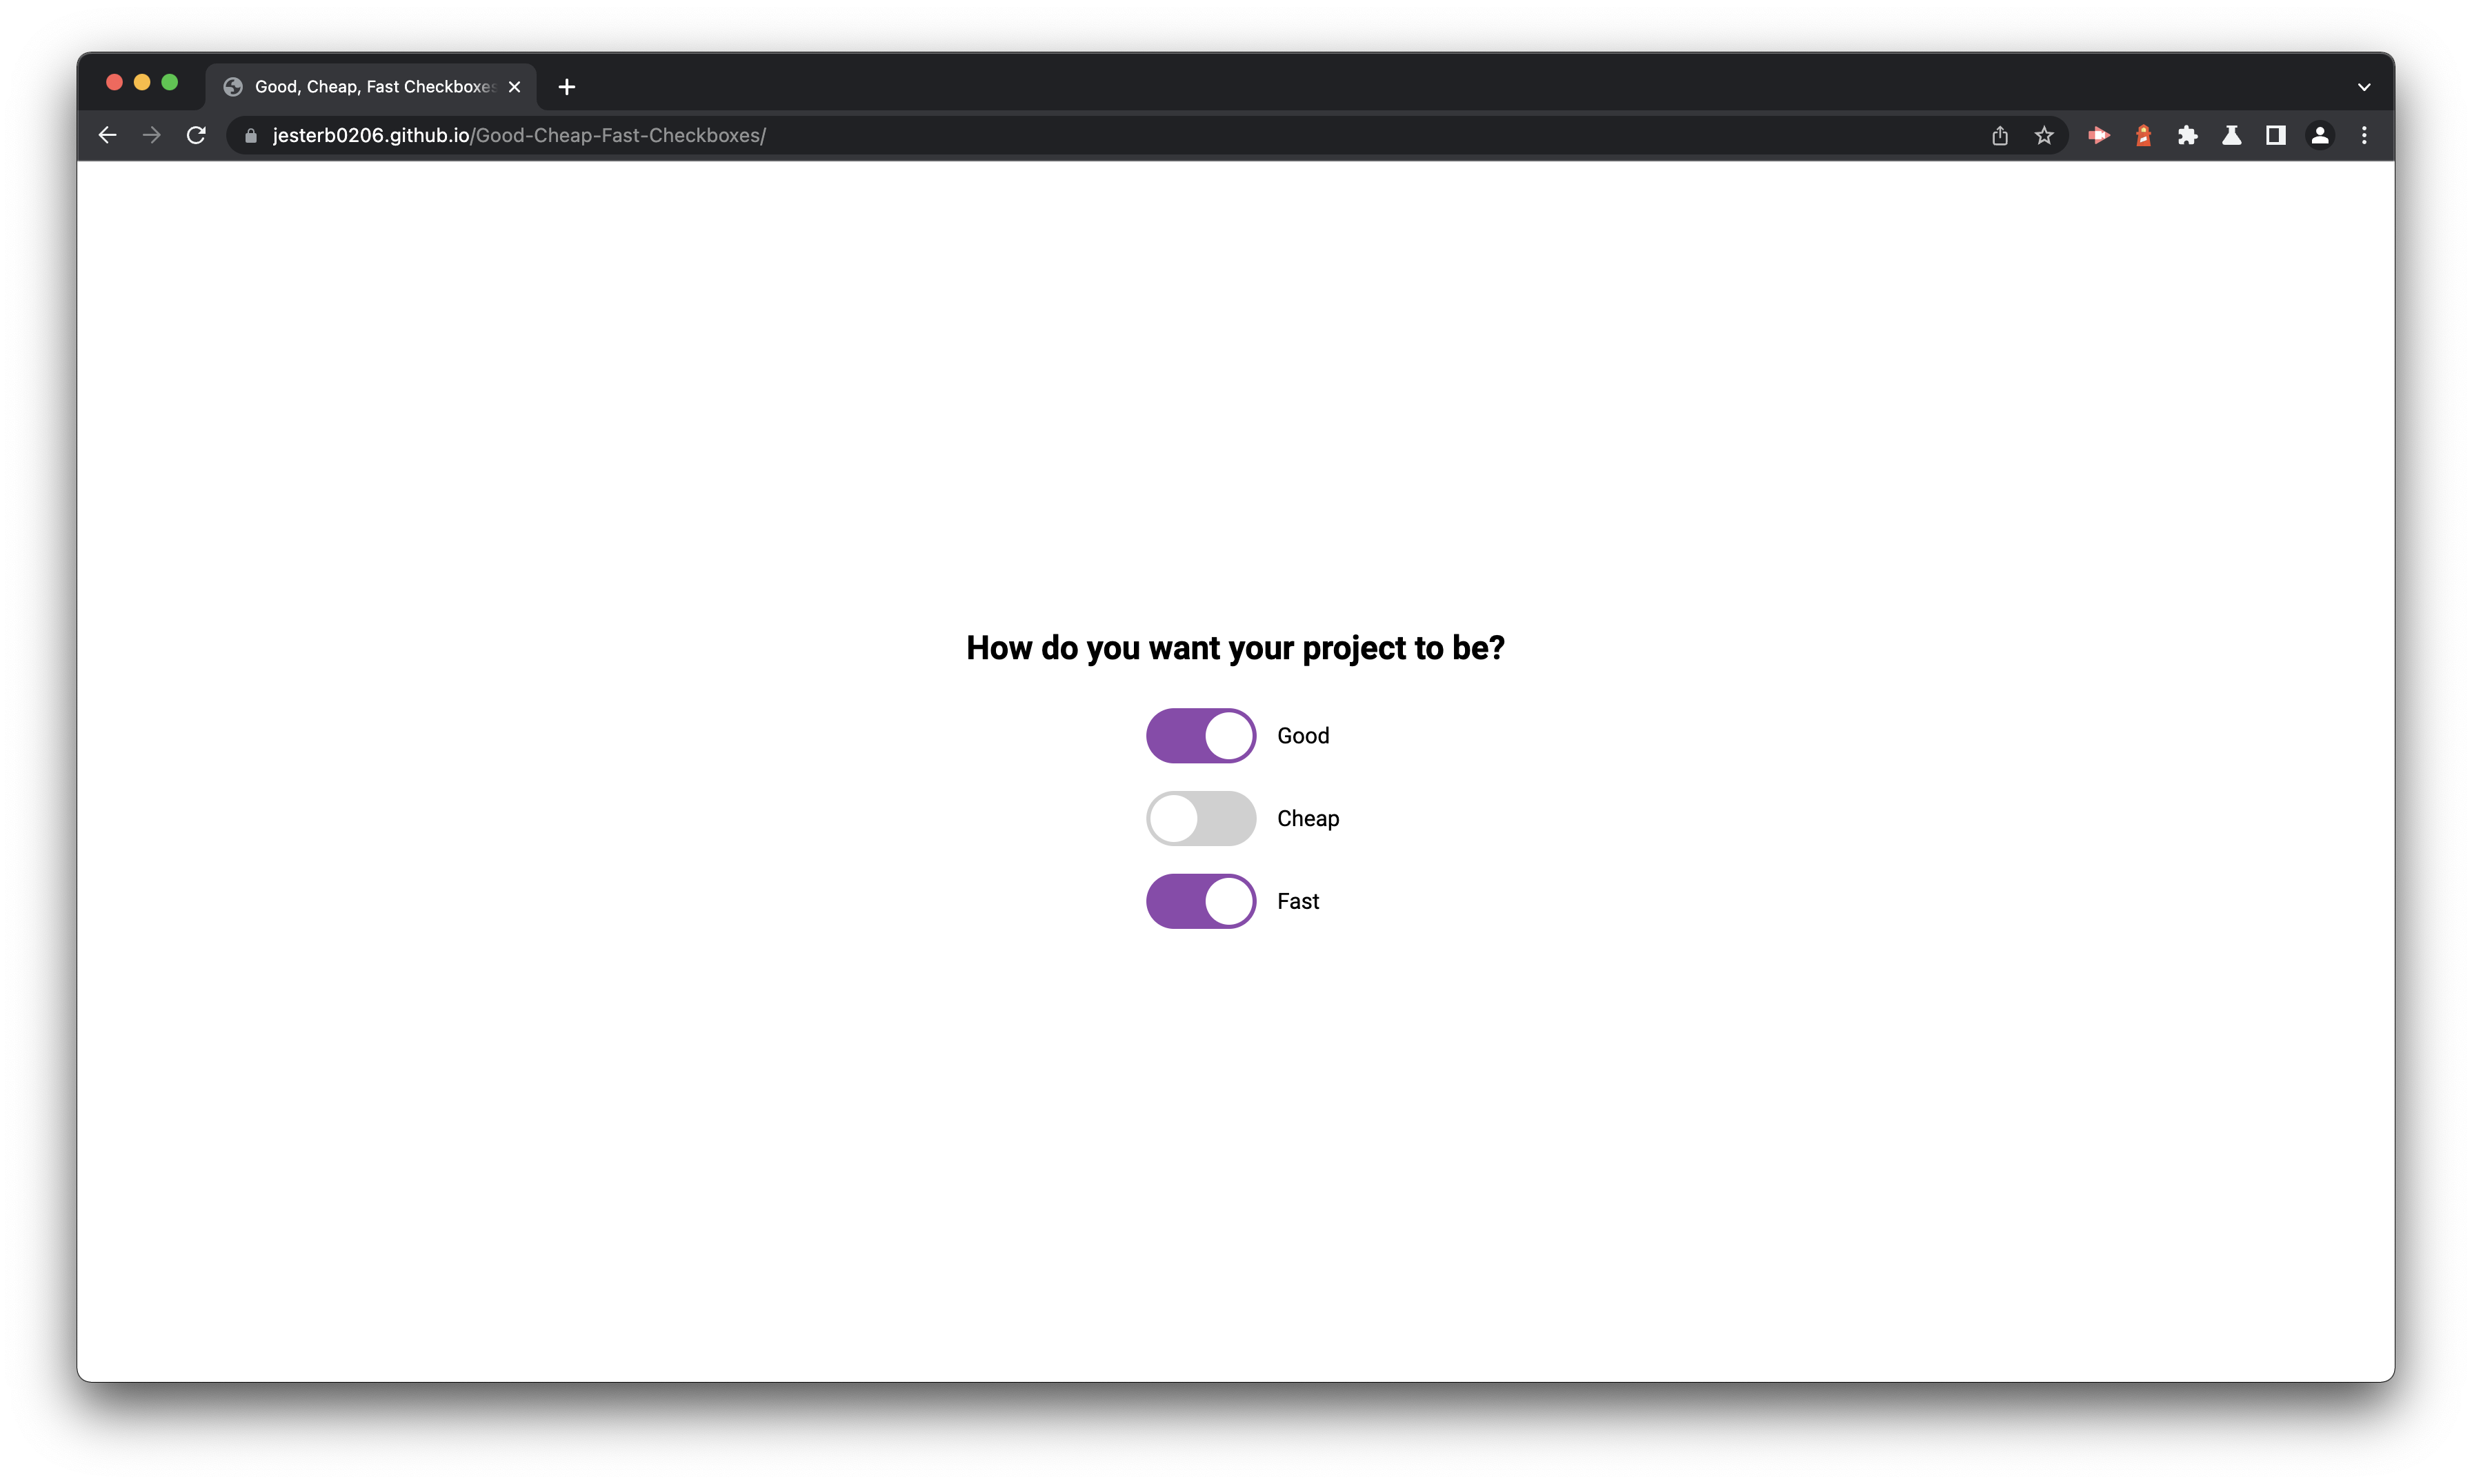 Good, Cheap, Fast Checkboxes
jesterb0206.github.io/Good-Cheap-Fast-Checkboxes/
How do you want your project to be?
Good
Cheap
Fast